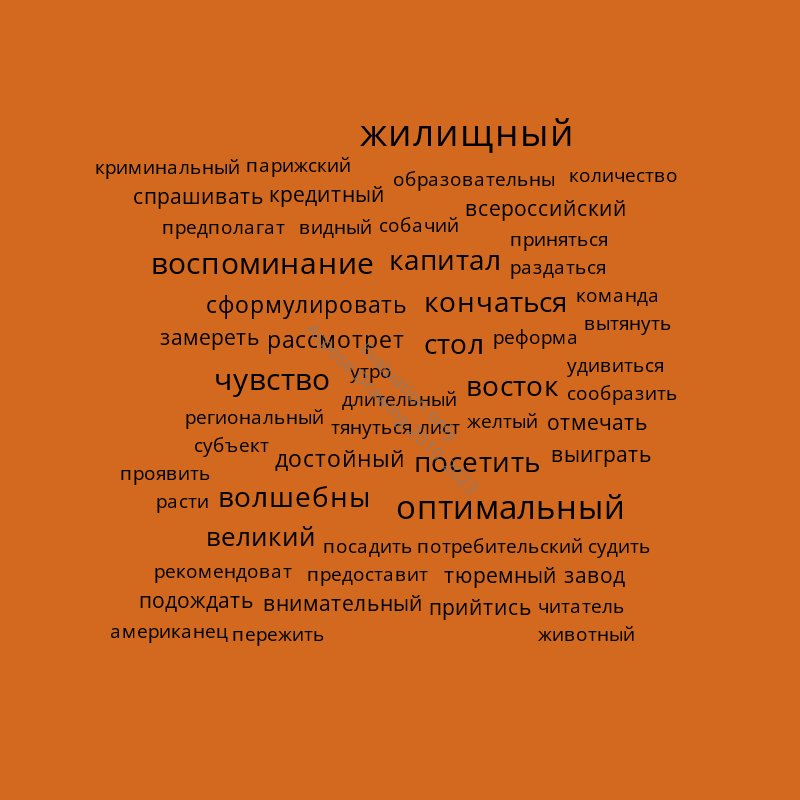 жилищный
криминальный парижский
образовательны количество
спрашивать кредитный
всероссийский
предполагат видный собачий
приняться
воспоминание капитал
раздаться
сформулировать кончаться команда
вытянуть
замереть рассмотрет стол реформа
удивиться
чувство утро
восток сообразить
длительный
региональный тянуться лист желтый отмечать
субъект
достойный посетить выиграть
проявить
расти волшебны оптимальный
великий посадить потребительский судить
рекомендоват предоставит тюремный завод
подождать внимательный прийтись читатель
американец пережить животный